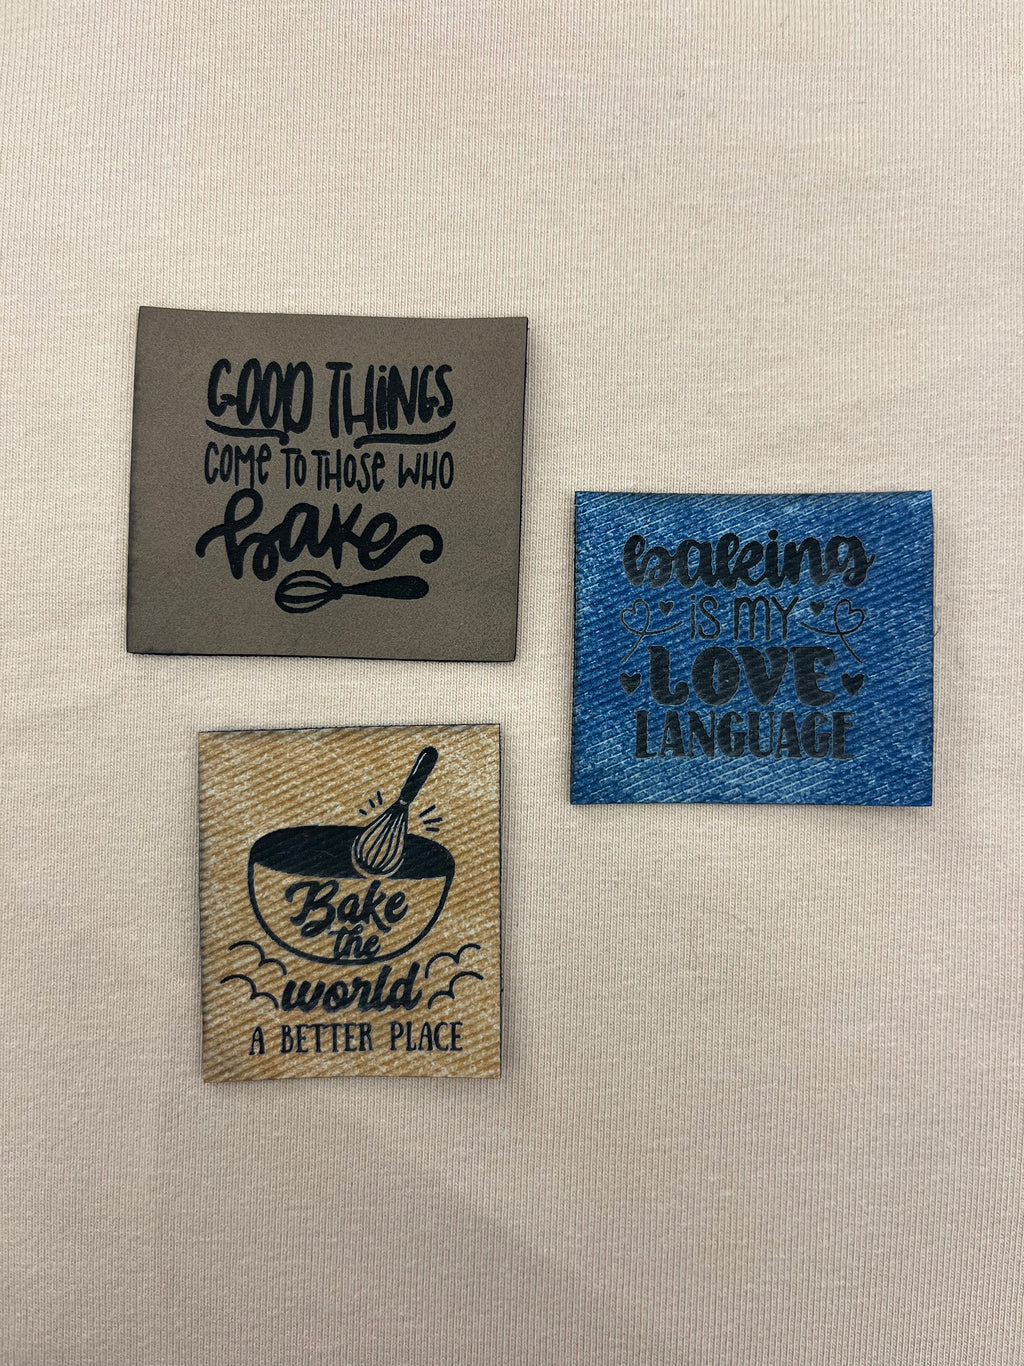 GOOD THiNGS
COME TO THOSE WHO
bake
baking
iS MY
LOVE
LANGUAGE
Bake
the
world
A BETTER PLACE